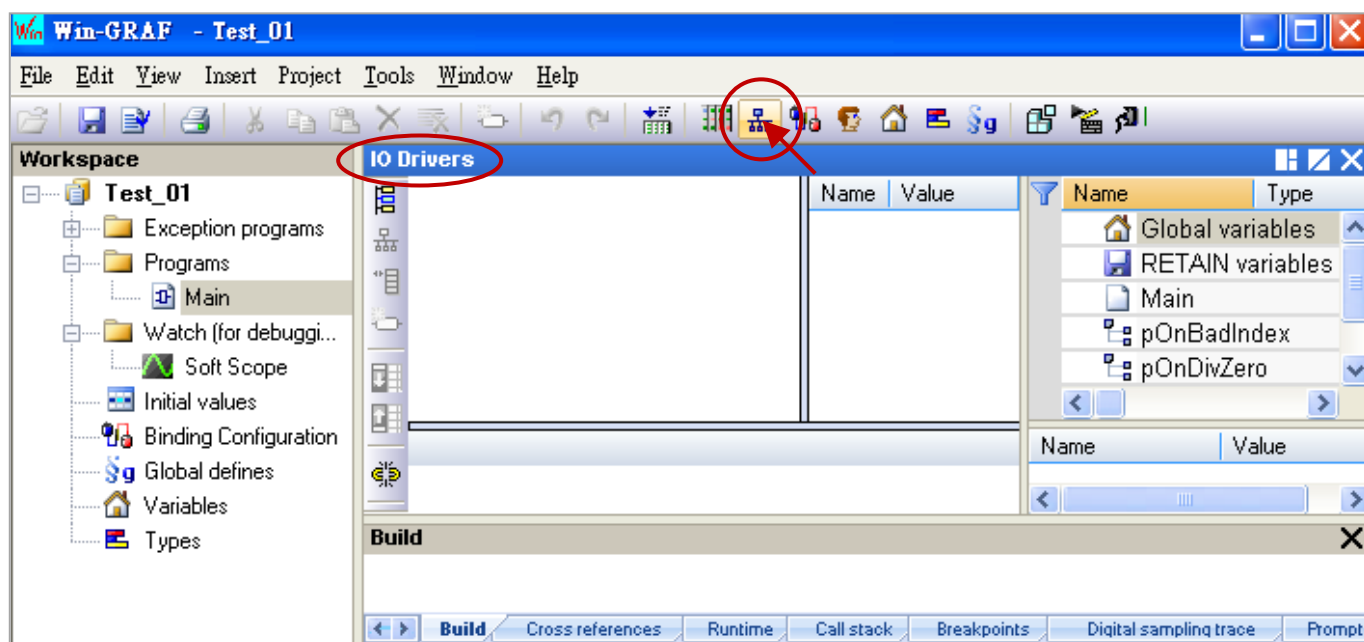 Win Win-GRAF - Test_01
File Edit View Insert Project Tools Window Help
§g
Workspace
Test_01
Exception programs
Programs
Main
Watch (for debuggi...
Soft Scope
Initial values
Binding Configuration
§g Global defines
Variables
Types
IO Drivers
Name Value
Name Type
Global variables
RETAIN variables
Main
pOnBadIndex
pOnDivZero
Name Value
Build
Build Cross references Runtime Call stack Breakpoints Digital sampling trace Prompt